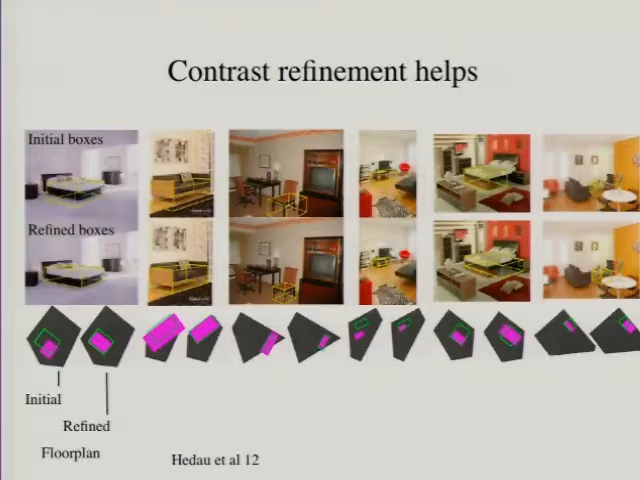 Contrast refinement helps
Initial boxes
Refined boxes
Initial
Refined
Floorplan
Hedau et al 12